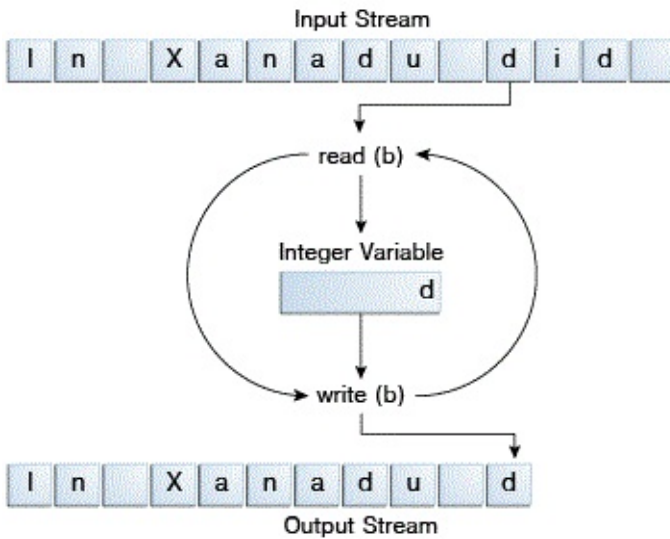 Input Stream
I n X a n a d u d i d
read (b)
Integer Variable
d
write (b)
I n X a n a d u d
Output Stream